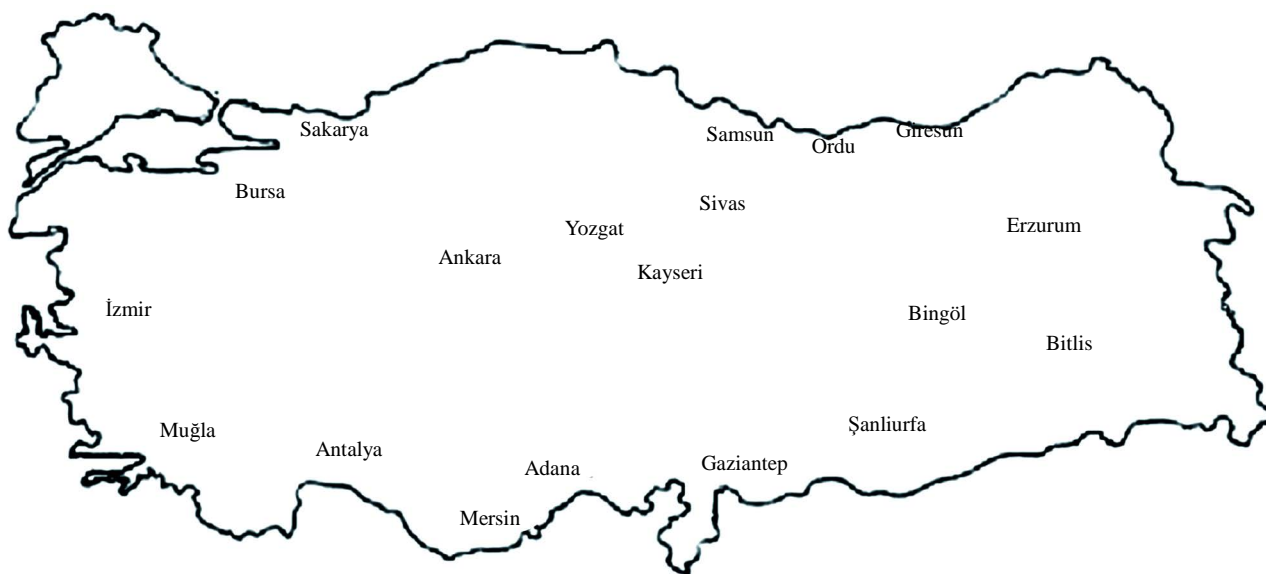 Sakarya
Samsun
Giresun
Ordu
Bursa
Sivas
Yozgat
Erzurum
Ankara
Kayseri
İzmir
Bingöl
Bitlis
Muğla
Şanliurfa
Antalya
Adana
Gaziantep
Mersin